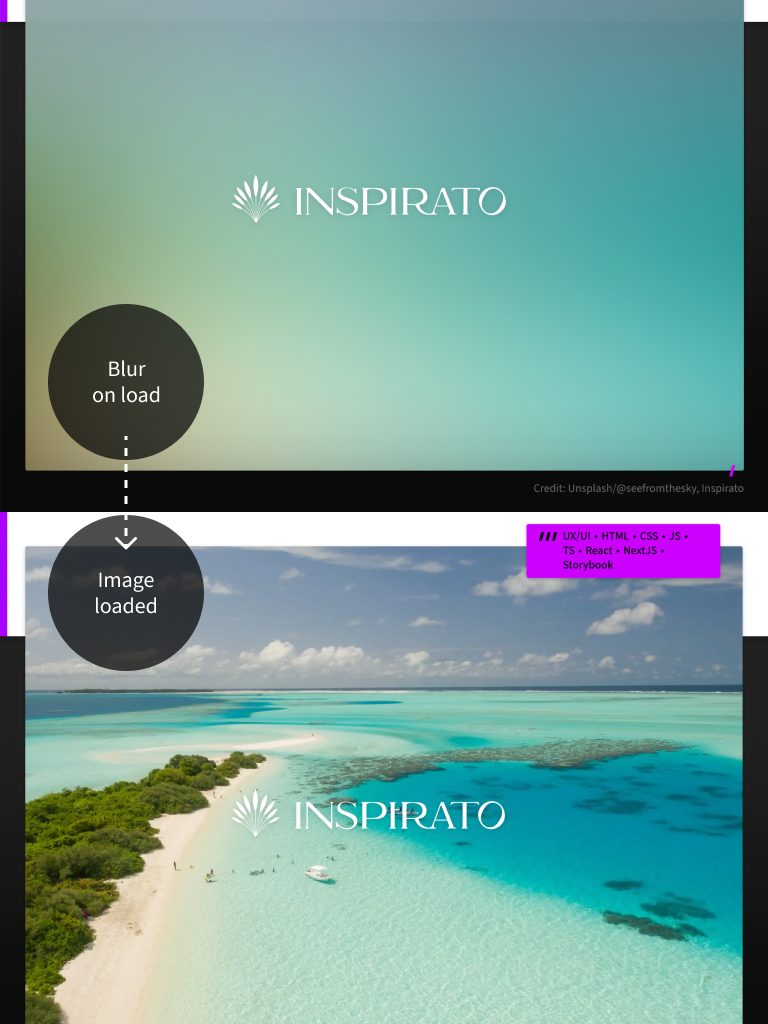 INSPIRATO
Blur
on load
Credit: Unsplash/@seefromthesky, Inspirato
UX/UI • HTML • CSS • JS •
TS • React • NextJS •
Storybook
Image
loaded
INSPIRATO